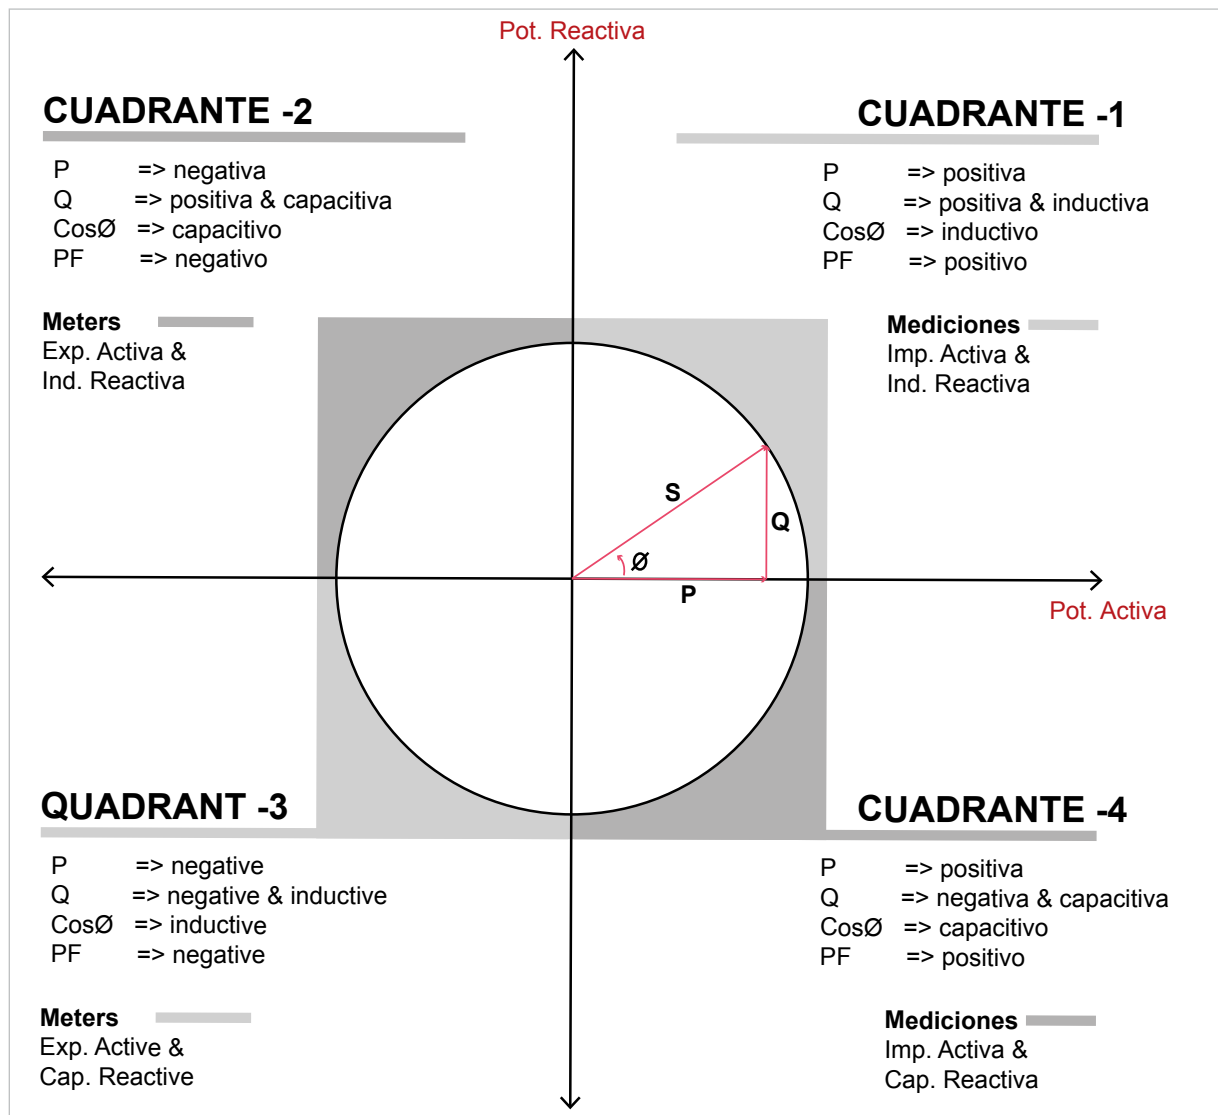 Pot. Reactiva
CUADRANTE -2
P => negativa
Q => positiva & capacitiva
CosØ => capacitivo
PF => negativo
Meters
Exp. Activa &
Ind. Reactiva
CUADRANTE -1
P => positiva
Q => positiva & inductiva
CosØ => inductivo
PF => positivo
Mediciones
Imp. Activa &
Ind. Reactiva
S
Q
Ø
P
Pot. Activa
QUADRANT -3
P => negative
Q => negative & inductive
CosØ => inductive
PF => negative
Meters
Exp. Active &
Cap. Reactive
CUADRANTE -4
P => positiva
Q => negativa & capacitiva
CosØ => capacitivo
PF => positivo
Mediciones
Imp. Activa &
Cap. Reactiva